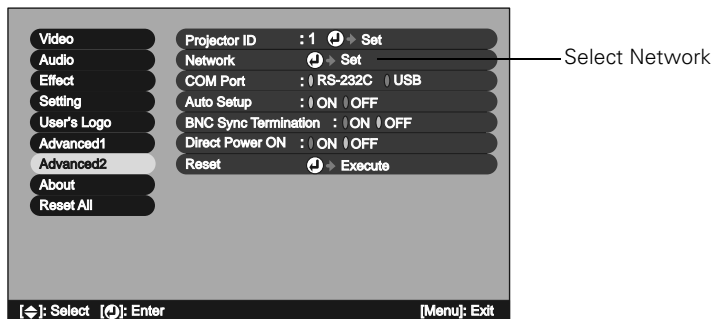 Video
Audio
Effect
Setting
User's Logo
Advanced1
Advanced2
About
Reset All
Projector ID : 1 Set
Network Set
COM Port : RS-232C USB
Auto Setup : ON OFF
BNC Sync Termination : ON OFF
Direct Power ON : ON OFF
Reset Execute
Select Network
[ ]: Select [ ]: Enter [Menu]: Exit